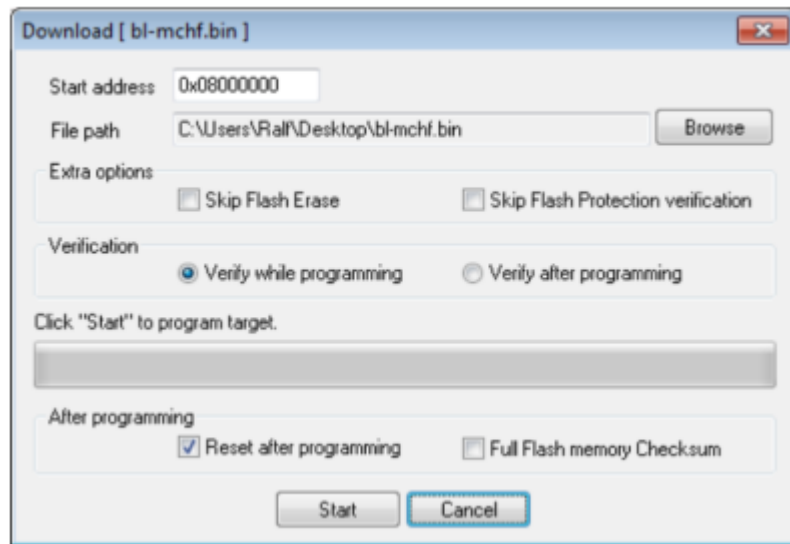 Download [ bl-mchf.bin ]
Start address 0x08000000
File path C:\Users\Ralf\Desktop\bl-mchf.bin Browse
Extra options
Skip Flash Erase Skip Flash Protection verification
Verification
Verify while programming Verify after programming
Click "Start" to program target.
After programming
Reset after programming Full Flash memory Checksum
Start Cancel